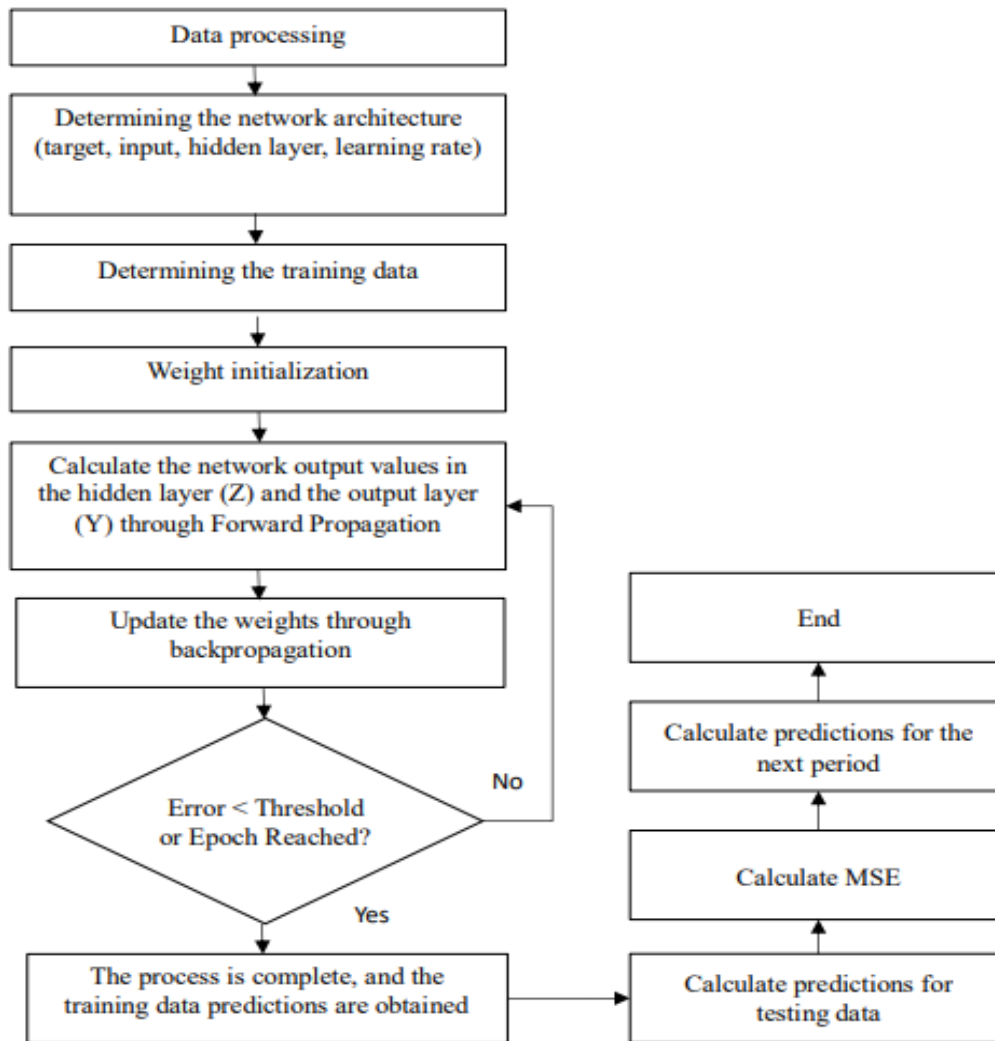 Data processing
Determining the network architecture
(target, input, hidden layer, learning rate)
Determining the training data
Weight initialization
Calculate the network output values in
the hidden layer (Z) and the output layer
(Y) through Forward Propagation
Update the weights through
backpropagation
Error < Threshold
or Epoch Reached?
No
Yes
The process is complete, and the
training data predictions are obtained
Calculate predictions for
testing data
Calculate MSE
Calculate predictions for the
next period
End